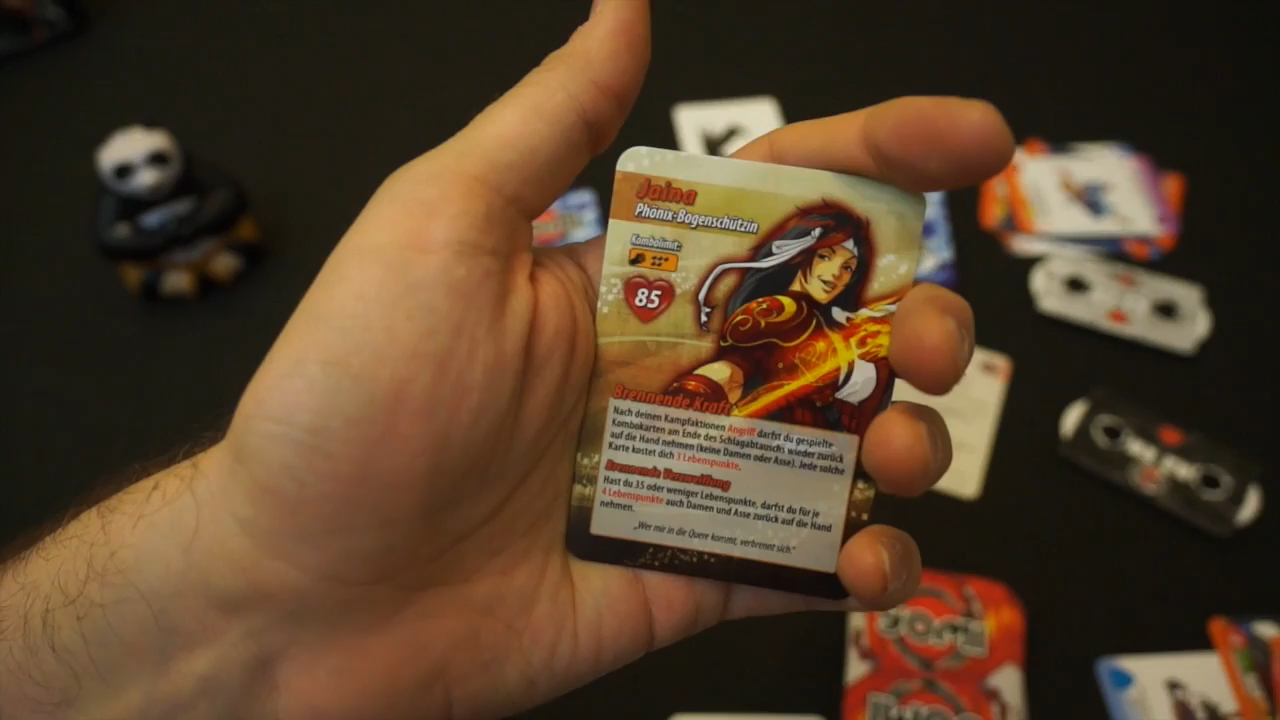 Jaina
Phönix-Bogenschützin
Kombolimit:
85
Brennende Kraft
Nach deinen Kampfaktionen Angriff darfst du gespielte
Kombokarten am Ende des Schlagabtauschs wieder zurück
auf die Hand nehmen (keine Damen oder Asse). Jede solche
Karte kostet dich 3 Lebenspunkte.
Brennende Verzweiflung
Hast du 35 oder weniger Lebenspunkte, darfst du für je
4 Lebenspunkte auch Damen und Asse zurück auf die Hand
nehmen.
„Wer mir in die Quere kommt, verbrennt sich.“